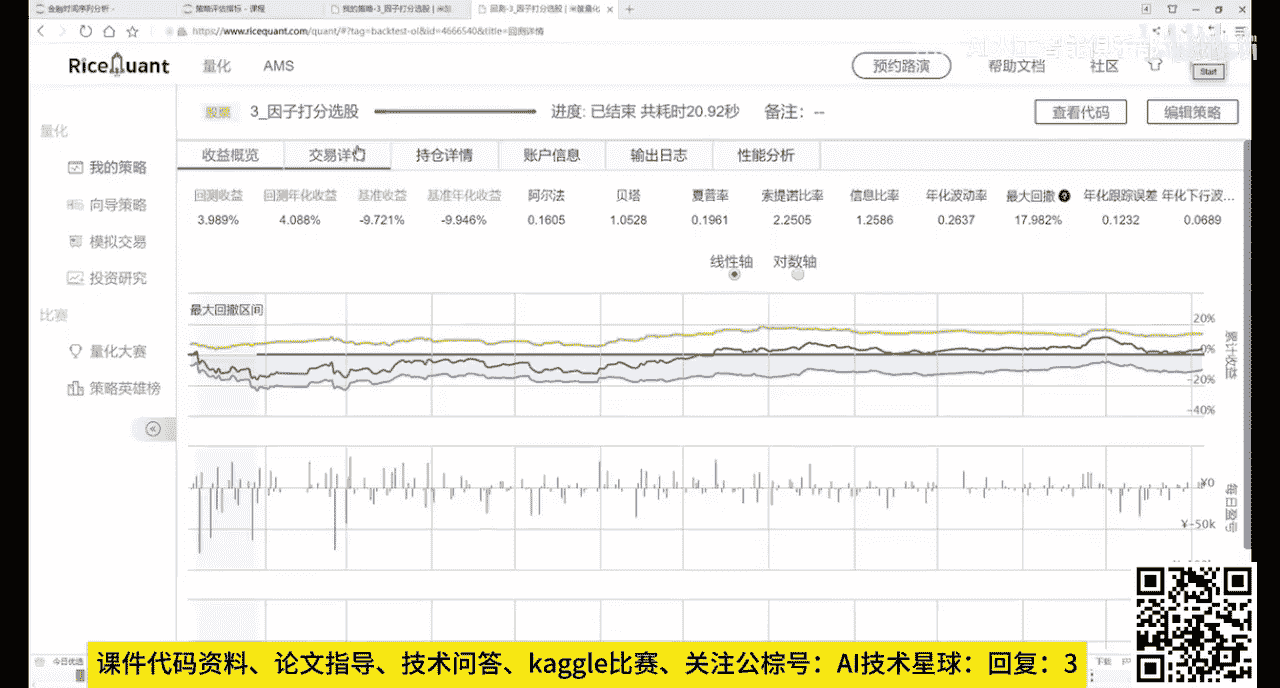 金融时间序列分析 -
策略评估指标 - 课程
我的策略-3_因子打分选股 | 米筐
回测-3_因子打分选股 | 米筐量化
4
https://www.ricequant.com/quant/#?tag=backtest-ol&id=4666540&title=回测详情
RiceQuant
量化
AMS
预约路演
帮助文档
社区
Start
股票
3_因子打分选股
进度: 已结束 共耗时20.92秒
备注: --
查看代码
编辑策略
量化
我的策略
向导策略
模拟交易
投资研究
比赛
量化大赛
策略英雄榜
收益概览
交易详情
持仓详情
账户信息
输出日志
性能分析
回测收益 回测年化收益 基准收益 基准年化收益 阿尔法 贝塔 夏普率 索提诺比率 信息比率 年化波动率 最大回撤 年化跟踪误差 年化下行波...
3.989% 4.088% -9.721% -9.946% 0.1605 1.0528 0.1961 2.2505 1.2586 0.2637 17.982% 0.1232 0.0689
线性轴 对数轴
最大回撤区间
20%
0%
-20%
-40%
累计收益
¥0
¥-50k
每日盈亏
今日优选
下载
课件代码资料、论文指导、技术问答、kaggle比赛、关注公棕号：AI技术星球：回复：3